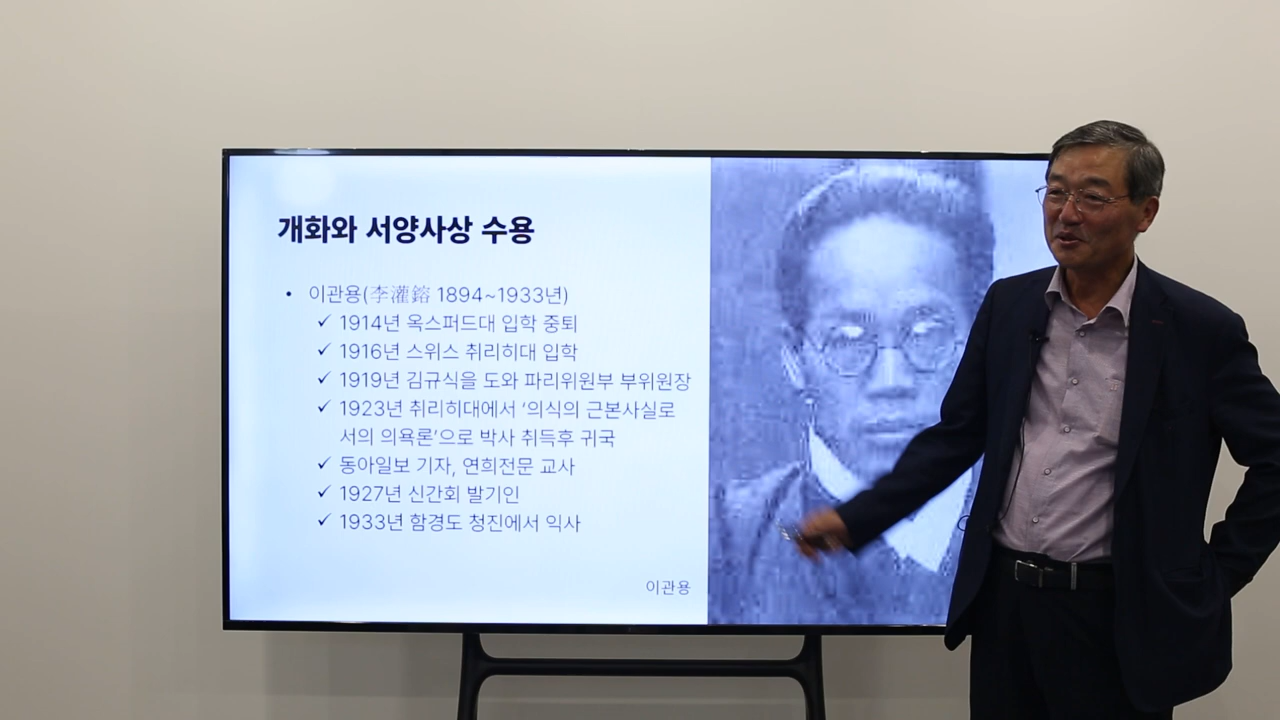 개화와 서양사상 수용
• 이관용(李灌鎔 1894~1933년)
✓ 1914년 옥스퍼드대 입학 중퇴
✓ 1916년 스위스 취리히대 입학
✓ 1919년 김규식을 도와 파리위원부 부위원장
✓ 1923년 취리히대에서 ‘의식의 근본사실로
서의 의욕론’으로 박사 취득후 귀국
✓ 동아일보 기자, 연희전문 교사
✓ 1927년 신간회 발기인
✓ 1933년 함경도 청진에서 익사
이관용